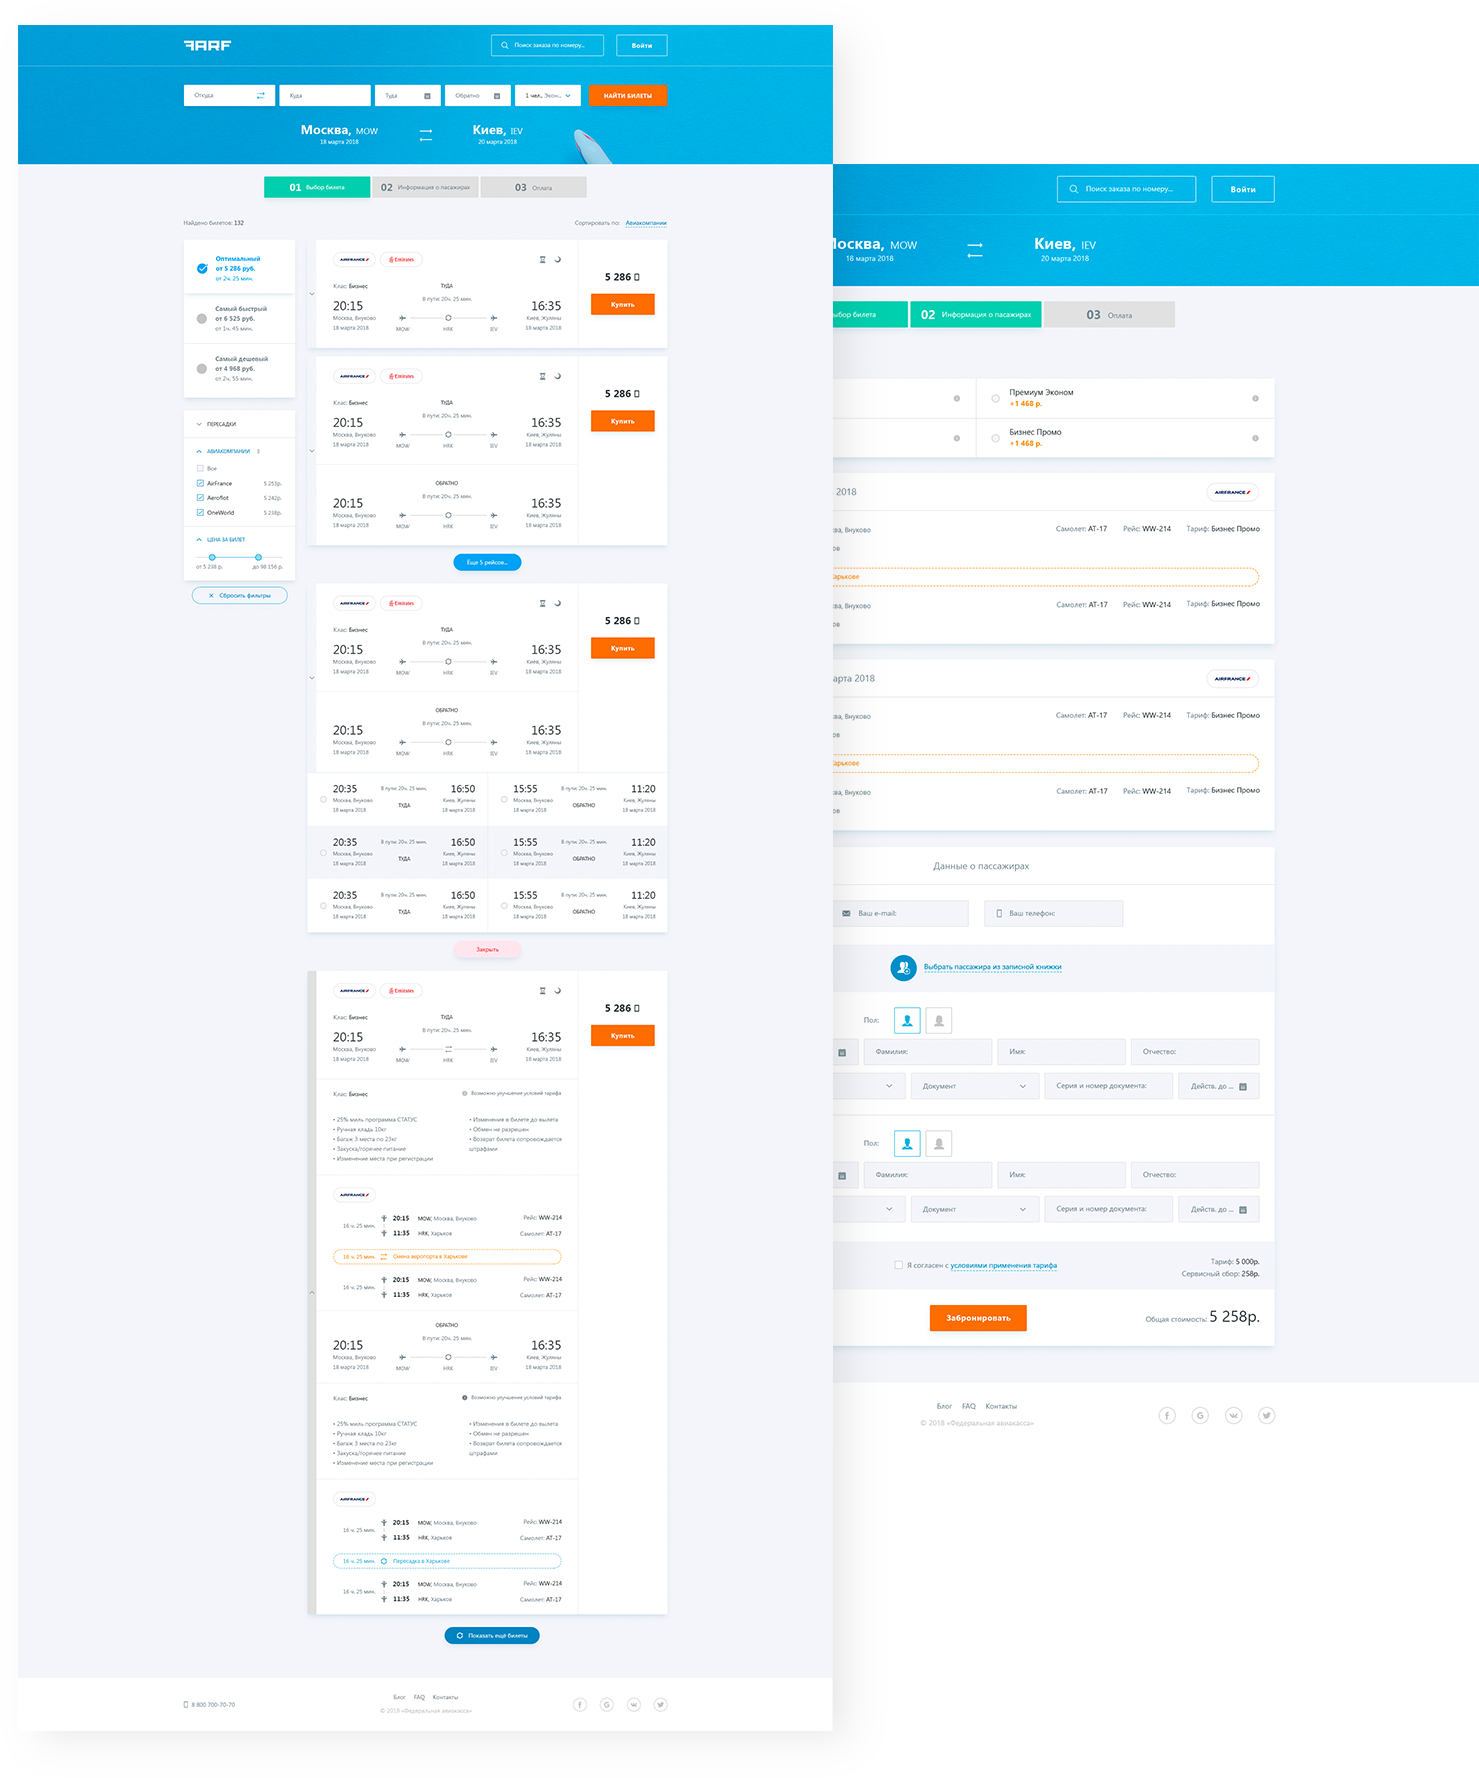 FARF
Поиск заказа по номеру...
Войти
Откуда
Куда
Туда
Обратно
1 чел., Экон...
НАЙТИ БИЛЕТЫ
Москва, MOW
18 марта 2018
Киев, IEV
20 марта 2018
01 Выбор билета
02 Информация о пасажирах
03 Оплата
Найдено билетов: 132
Сортировать по: Авиакомпании
Оптимальный
от 5 286 руб.
от 2ч. 25 мин.
Самый быстрый
от 6 525 руб.
от 1ч. 45 мин.
Самый дешевый
от 4 968 руб.
от 2ч. 55 мин.
ПЕРЕСАДКИ
АВИАКОМПАНИИ 3
Все
AirFrance 5 253р.
Aeroflot 5 242р.
OneWorld 5 238р.
ЦЕНА ЗА БИЛЕТ
от 5 238 р.
до 98 156 р.
Сбросить фильтры
AIRFRANCE
Emirates
Клас: Бизнес
ТУДА
В пути: 20ч. 25 мин.
20:15
16:35
Москва, Внуково
Киев, Жуляны
18 марта 2018
18 марта 2018
MOW
HRK
IEV
5 286
Купить
AIRFRANCE
Emirates
Клас: Бизнес
ТУДА
В пути: 20ч. 25 мин.
20:15
16:35
Москва, Внуково
Киев, Жуляны
18 марта 2018
18 марта 2018
MOW
HRK
IEV
5 286
Купить
ОБРАТНО
В пути: 20ч. 25 мин.
20:15
16:35
Москва, Внуково
Киев, Жуляны
18 марта 2018
18 марта 2018
MOW
HRK
IEV
Еще 5 рейсов...
AIRFRANCE
Emirates
Клас: Бизнес
ТУДА
В пути: 20ч. 25 мин.
20:15
16:35
Москва, Внуково
Киев, Жуляны
18 марта 2018
18 марта 2018
MOW
HRK
IEV
5 286
Купить
ОБРАТНО
В пути: 20ч. 25 мин.
20:15
16:35
Москва, Внуково
Киев, Жуляны
18 марта 2018
18 марта 2018
MOW
HRK
IEV
20:35 В пути: 20ч. 25 мин. 16:50
Москва, Внуково ТУДА Киев, Жуляны
18 марта 2018 18 марта 2018
15:55 В пути: 20ч. 25 мин. 11:20
Москва, Внуково ОБРАТНО Киев, Жуляны
18 марта 2018 18 марта 2018
20:35 В пути: 20ч. 25 мин. 16:50
Москва, Внуково ТУДА Киев, Жуляны
18 марта 2018 18 марта 2018
15:55 В пути: 20ч. 25 мин. 11:20
Москва, Внуково ОБРАТНО Киев, Жуляны
18 марта 2018 18 марта 2018
20:35 В пути: 20ч. 25 мин. 16:50
Москва, Внуково ТУДА Киев, Жуляны
18 марта 2018 18 марта 2018
15:55 В пути: 20ч. 25 мин. 11:20
Москва, Внуково ОБРАТНО Киев, Жуляны
18 марта 2018 18 марта 2018
Закрыть
AIRFRANCE
Emirates
Клас: Бизнес
ТУДА
В пути: 20ч. 25 мин.
20:15
16:35
Москва, Внуково
Киев, Жуляны
18 марта 2018
18 марта 2018
MOW
HRK
IEV
5 286
Купить
Клас: Бизнес
Возможно улучшение условий тарифа
• 25% миль программа СТАТУС
• Ручная кладь 10кг
• Багаж 3 места по 23кг
• Закуска/горячее питание
• Изменение места при регистрации
• Изменения в билете до вылета
• Обмен не разрешен
• Возврат билета сопровождается
штрафами
AIRFRANCE
16 ч. 25 мин.
20:15 MOW, Москва, Внуково
11:35 HRK, Харьков
Рейс: WW-214
Самолет: AT-17
16 ч. 25 мин. Смена аеропорта в Харькове
16 ч. 25 мин.
20:15 MOW, Москва, Внуково
11:35 HRK, Харьков
Рейс: WW-214
Самолет: AT-17
ОБРАТНО
В пути: 20ч. 25 мин.
20:15
16:35
Москва, Внуково
Киев, Жуляны
18 марта 2018
18 марта 2018
MOW
HRK
IEV
Клас: Бизнес
Возможно улучшение условий тарифа
• 25% миль программа СТАТУС
• Ручная кладь 10кг
• Багаж 3 места по 23кг
• Закуска/горячее питание
• Изменение места при регистрации
• Изменения в билете до вылета
• Обмен не разрешен
• Возврат билета сопровождается
штрафами
AIRFRANCE
16 ч. 25 мин.
20:15 MOW, Москва, Внуково
11:35 HRK, Харьков
Рейс: WW-214
Самолет: AT-17
16 ч. 25 мин. Пересадка в Харькове
16 ч. 25 мин.
20:15 MOW, Москва, Внуково
11:35 HRK, Харьков
Рейс: WW-214
Самолет: AT-17
Показать ещё билеты
8 800 700-70-70
Блог FAQ Контакты
© 2018 «Федеральная авиакасса»
Поиск заказа по номеру...
Войти
Москва, MOW
18 марта 2018
Киев, IEV
20 марта 2018
ыбор билета
02 Информация о пасажирах
03 Оплата
Премиум Эконом
+1 468 р.
Бизнес Промо
+1 468 р.
2018
AIRFRANCE
ва, Внуково
ов
Самолет: AT-17 Рейс: WW-214 Тариф: Бизнес Промо
арькове
ва, Внуково
ов
Самолет: AT-17 Рейс: WW-214 Тариф: Бизнес Промо
арта 2018
AIRFRANCE
ва, Внуково
ов
Самолет: AT-17 Рейс: WW-214 Тариф: Бизнес Промо
арькове
ва, Внуково
ов
Самолет: AT-17 Рейс: WW-214 Тариф: Бизнес Промо
Данные о пассажирах
Ваш e-mail:
Ваш телефон:
Выбрать пассажира из записной книжки
Пол:
Фамилия:
Имя:
Отчество:
Документ
Серия и номер документа:
Действ. до ...
Пол:
Фамилия:
Имя:
Отчество:
Документ
Серия и номер документа:
Действ. до ...
Я согласен с условиями применения тарифа
Тариф: 5 000р.
Сервисный сбор: 258р.
Забронировать
Общая стоимость: 5 258р.
Блог FAQ Контакты
© 2018 «Федеральная авиакасса»